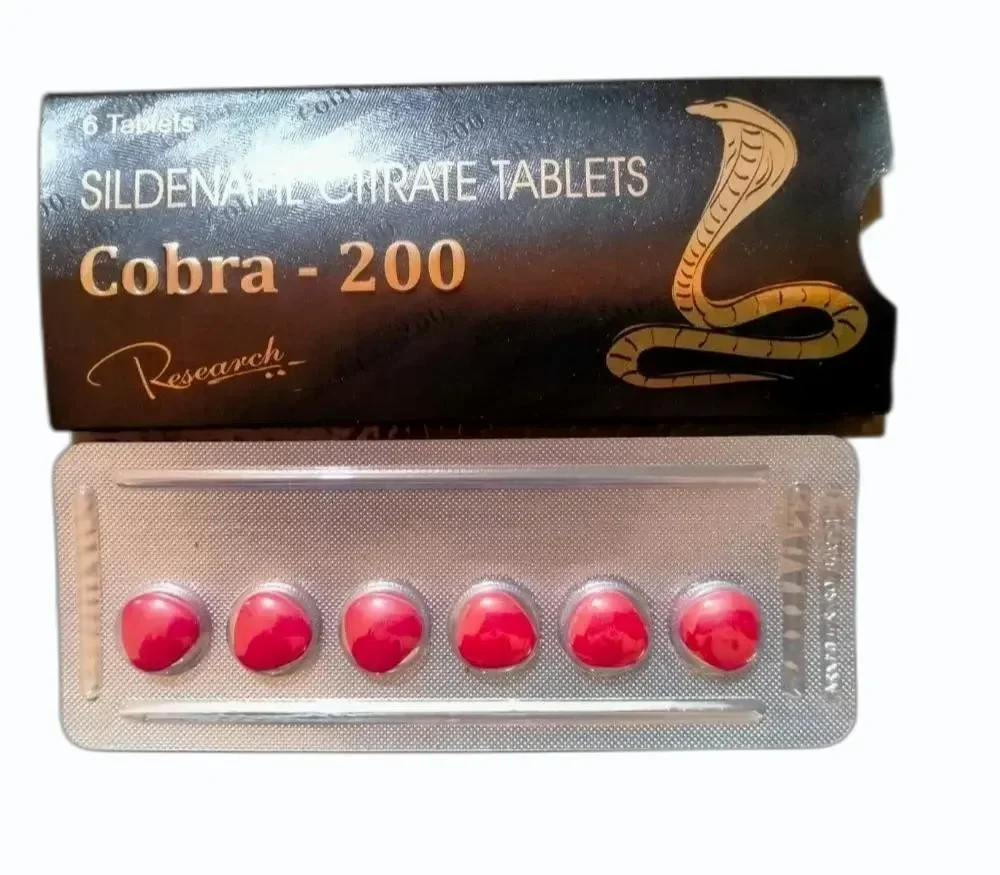 6 Tablets
SILDENAFIL CITRATE TABLETS
Cobra - 200
Research